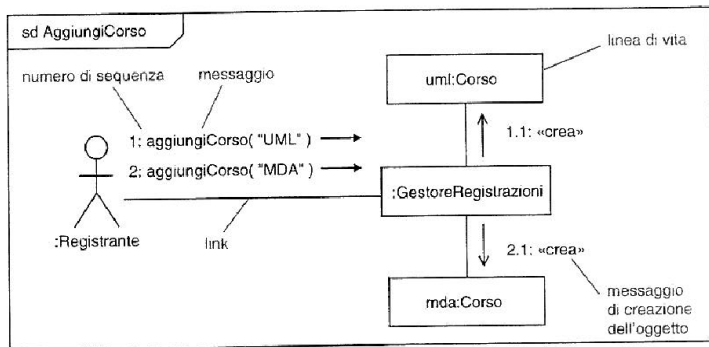 sd AggiungiCorso
linea di vita
numero di sequenza
messaggio
uml:Corso
1: aggiungiCorso( "UML" )
1.1: «crea»
2: aggiungiCorso( "MDA" )
:GestoreRegistrazioni
:Registrante
link
2.1: «crea»
mda:Corso
messaggio
di creazione
dell'oggetto